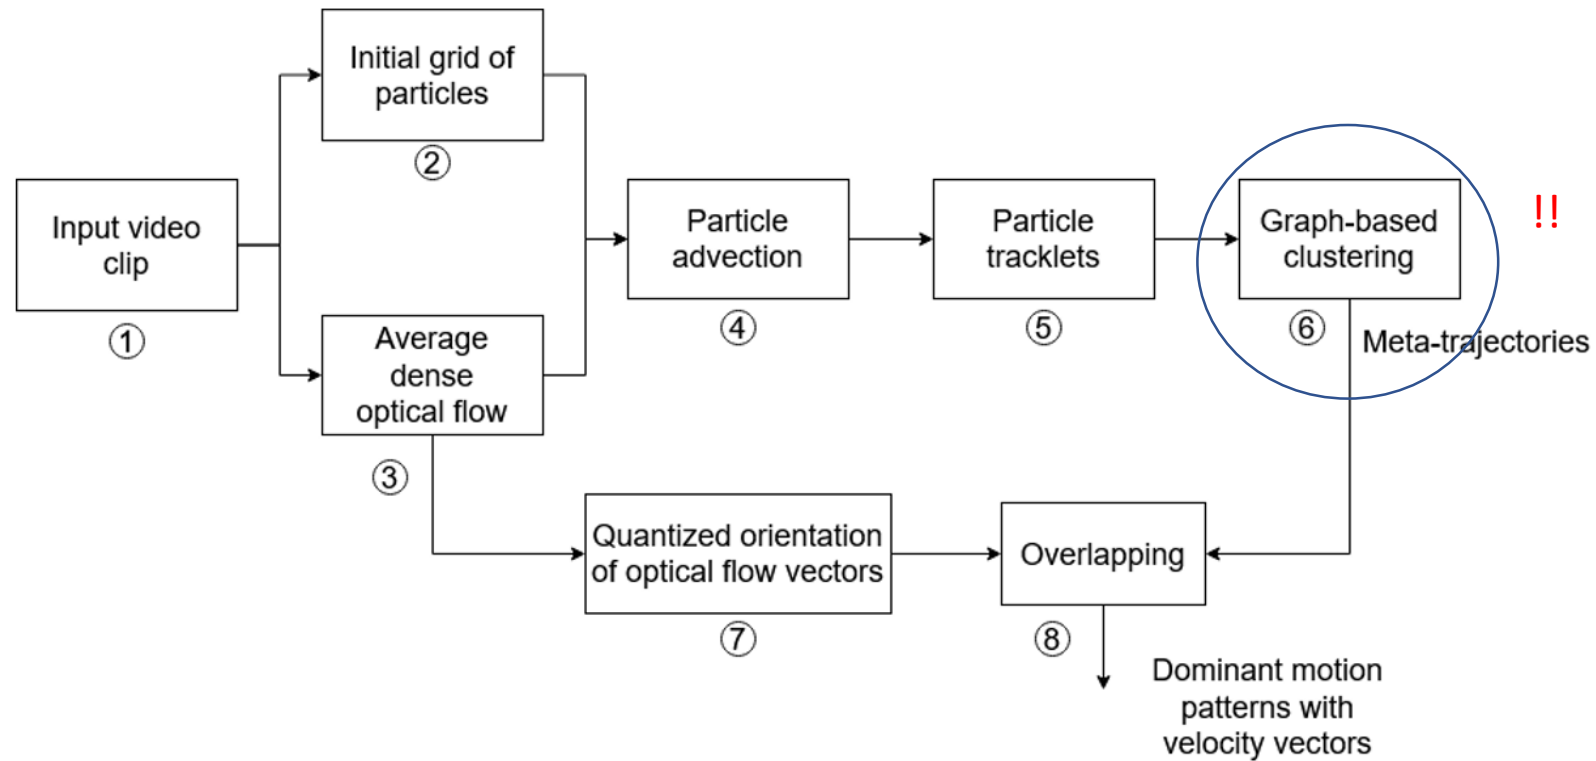 Input video
clip
①
Initial grid of
particles
②
Average
dense
optical flow
③
Particle
advection
④
Particle
tracklets
⑤
Graph-based
clustering
⑥
!!
Meta-trajectories
Quantized orientation
of optical flow vectors
⑦
Overlapping
⑧
Dominant motion
patterns with
velocity vectors